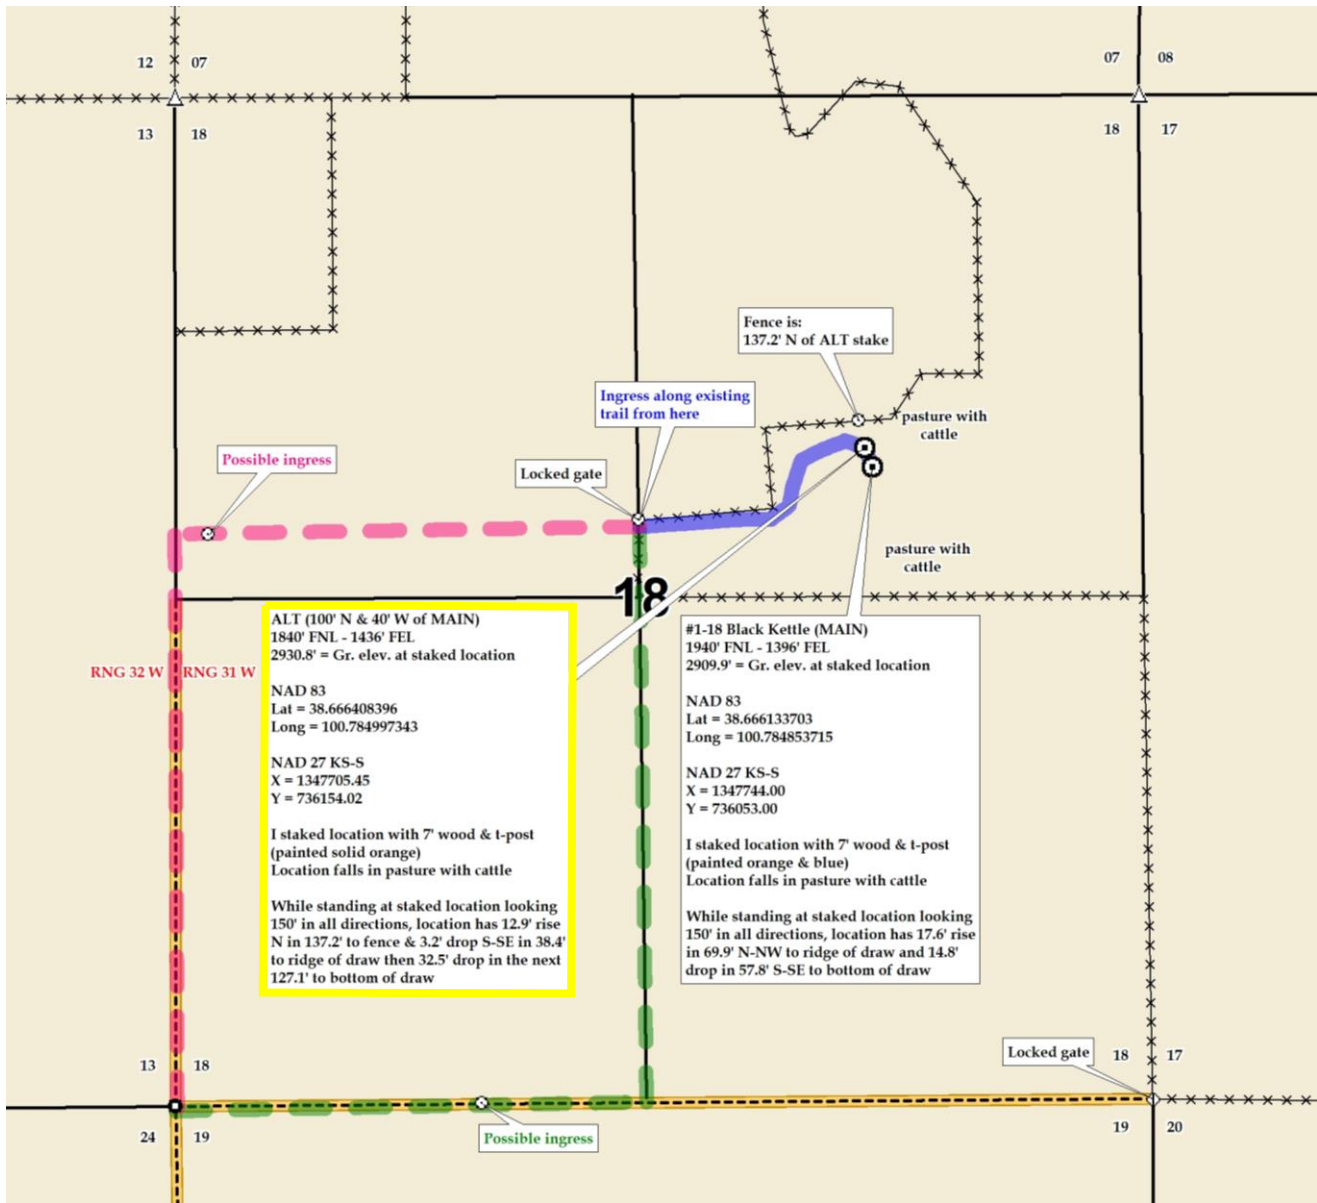 12 07
07 08
13 18
18 17
Fence is:
137.2' N of ALT stake
Ingress along existing
trail from here
pasture with
cattle
Possible ingress
Locked gate
pasture with
cattle
18
RNG 32 W RNG 31 W
ALT (100' N & 40' W of MAIN)
1840' FNL - 1436' FEL
2930.8' = Gr. elev. at staked location
NAD 83
Lat = 38.666408396
Long = 100.784997343
NAD 27 KS-S
X = 1347705.45
Y = 736154.02
I staked location with 7' wood & t-post
(painted solid orange)
Location falls in pasture with cattle
While standing at staked location looking
150' in all directions, location has 12.9' rise
N in 137.2' to fence & 3.2' drop S-SE in 38.4'
to ridge of draw then 32.5' drop in the next
127.1' to bottom of draw
#1-18 Black Kettle (MAIN)
1940' FNL - 1396' FEL
2909.9' = Gr. elev. at staked location
NAD 83
Lat = 38.666133703
Long = 100.784853715
NAD 27 KS-S
X = 1347744.00
Y = 736053.00
I staked location with 7' wood & t-post
(painted orange & blue)
Location falls in pasture with cattle
While standing at staked location looking
150' in all directions, location has 17.6' rise
in 69.9' N-NW to ridge of draw and 14.8'
drop in 57.8' S-SE to bottom of draw
13 18
Locked gate
18 17
24 19
Possible ingress
19 20